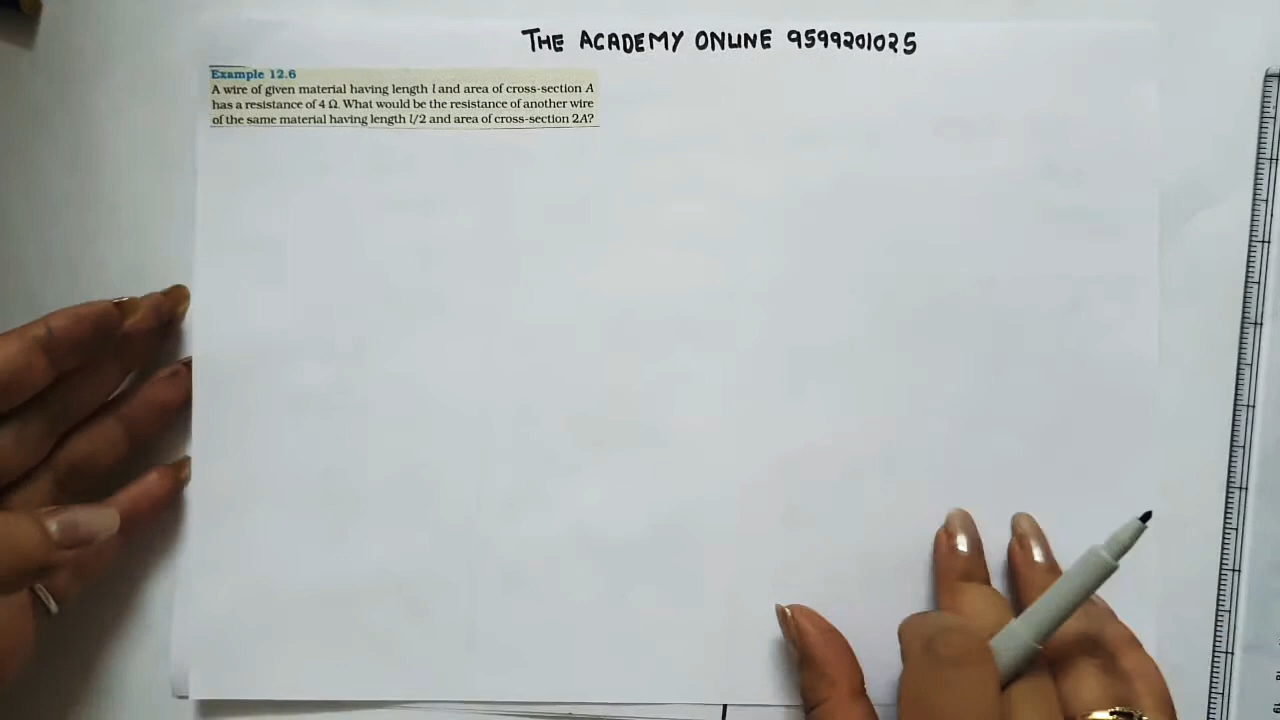 THE ACADEMY ONLINE 9599201025
Example 12.6
A wire of given material having length l and area of cross-section A
has a resistance of 4 Ω. What would be the resistance of another wire
of the same material having length l/2 and area of cross-section 2A?